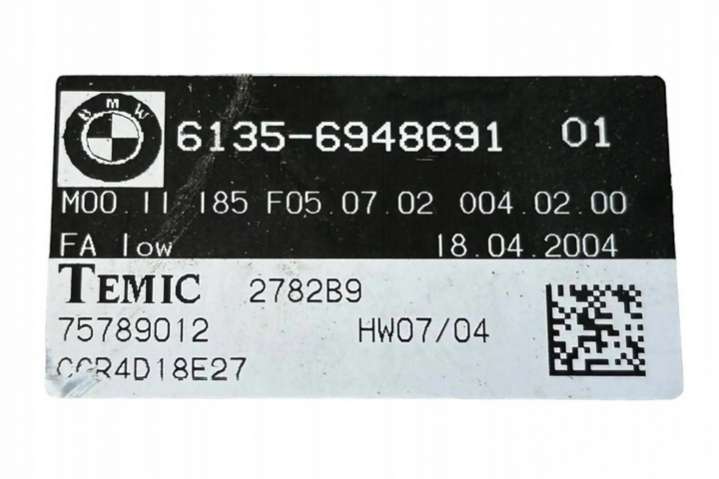 BMW
6135-6948691 01
M00.11.185 F05.07.02 004.02.00
FA low 18.04.2004
TEMIC 2782B9
75789012 HW07/04